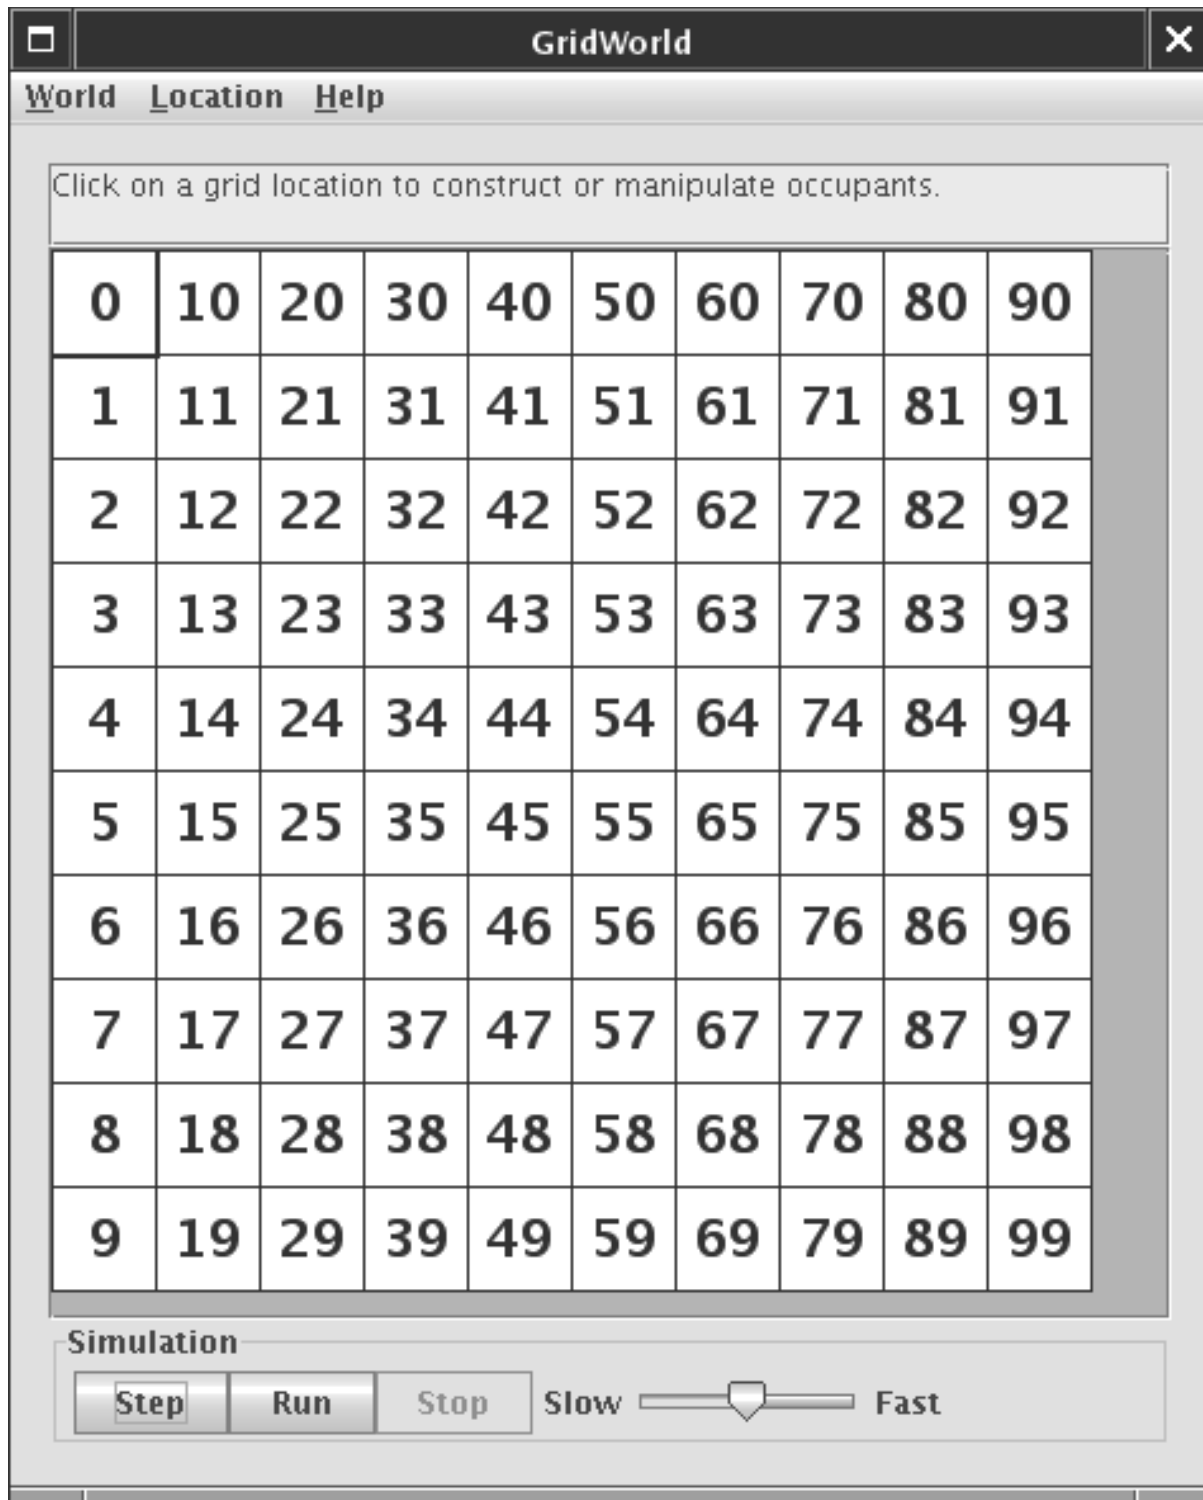 GridWorld
World Location Help
Click on a grid location to construct or manipulate occupants.
0 10 20 30 40 50 60 70 80 90
1 11 21 31 41 51 61 71 81 91
2 12 22 32 42 52 62 72 82 92
3 13 23 33 43 53 63 73 83 93
4 14 24 34 44 54 64 74 84 94
5 15 25 35 45 55 65 75 85 95
6 16 26 36 46 56 66 76 86 96
7 17 27 37 47 57 67 77 87 97
8 18 28 38 48 58 68 78 88 98
9 19 29 39 49 59 69 79 89 99
Simulation
Step Run Stop Slow Fast